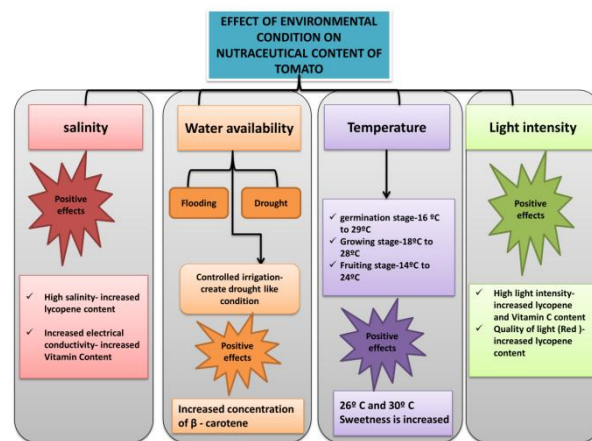 EFFECT OF ENVIRONMENTAL
CONDITION ON
NUTRACEUTICAL CONTENT OF
TOMATO
salinity
Positive
effects
✓ High salinity- increased
lycopene content
✓ Increased electrical
conductivity- increased
Vitamin Content
Water availability
Flooding
Drought
Controlled irrigation-
create drought like
condition
Positive
effects
Increased concentration
of β - carotene
Temperature
✓ germination stage-16 ºC
to 29ºC
✓ Growing stage-18ºC to
28ºC
✓ Fruiting stage-14ºC to
24ºC
Positive
effects
26º C and 30º C
Sweetness is increased
Light intensity
Positive
effects
✓ High light intensity-
increased lycopene
and Vitamin C content
✓ Quality of light (Red )-
increased lycopene
content